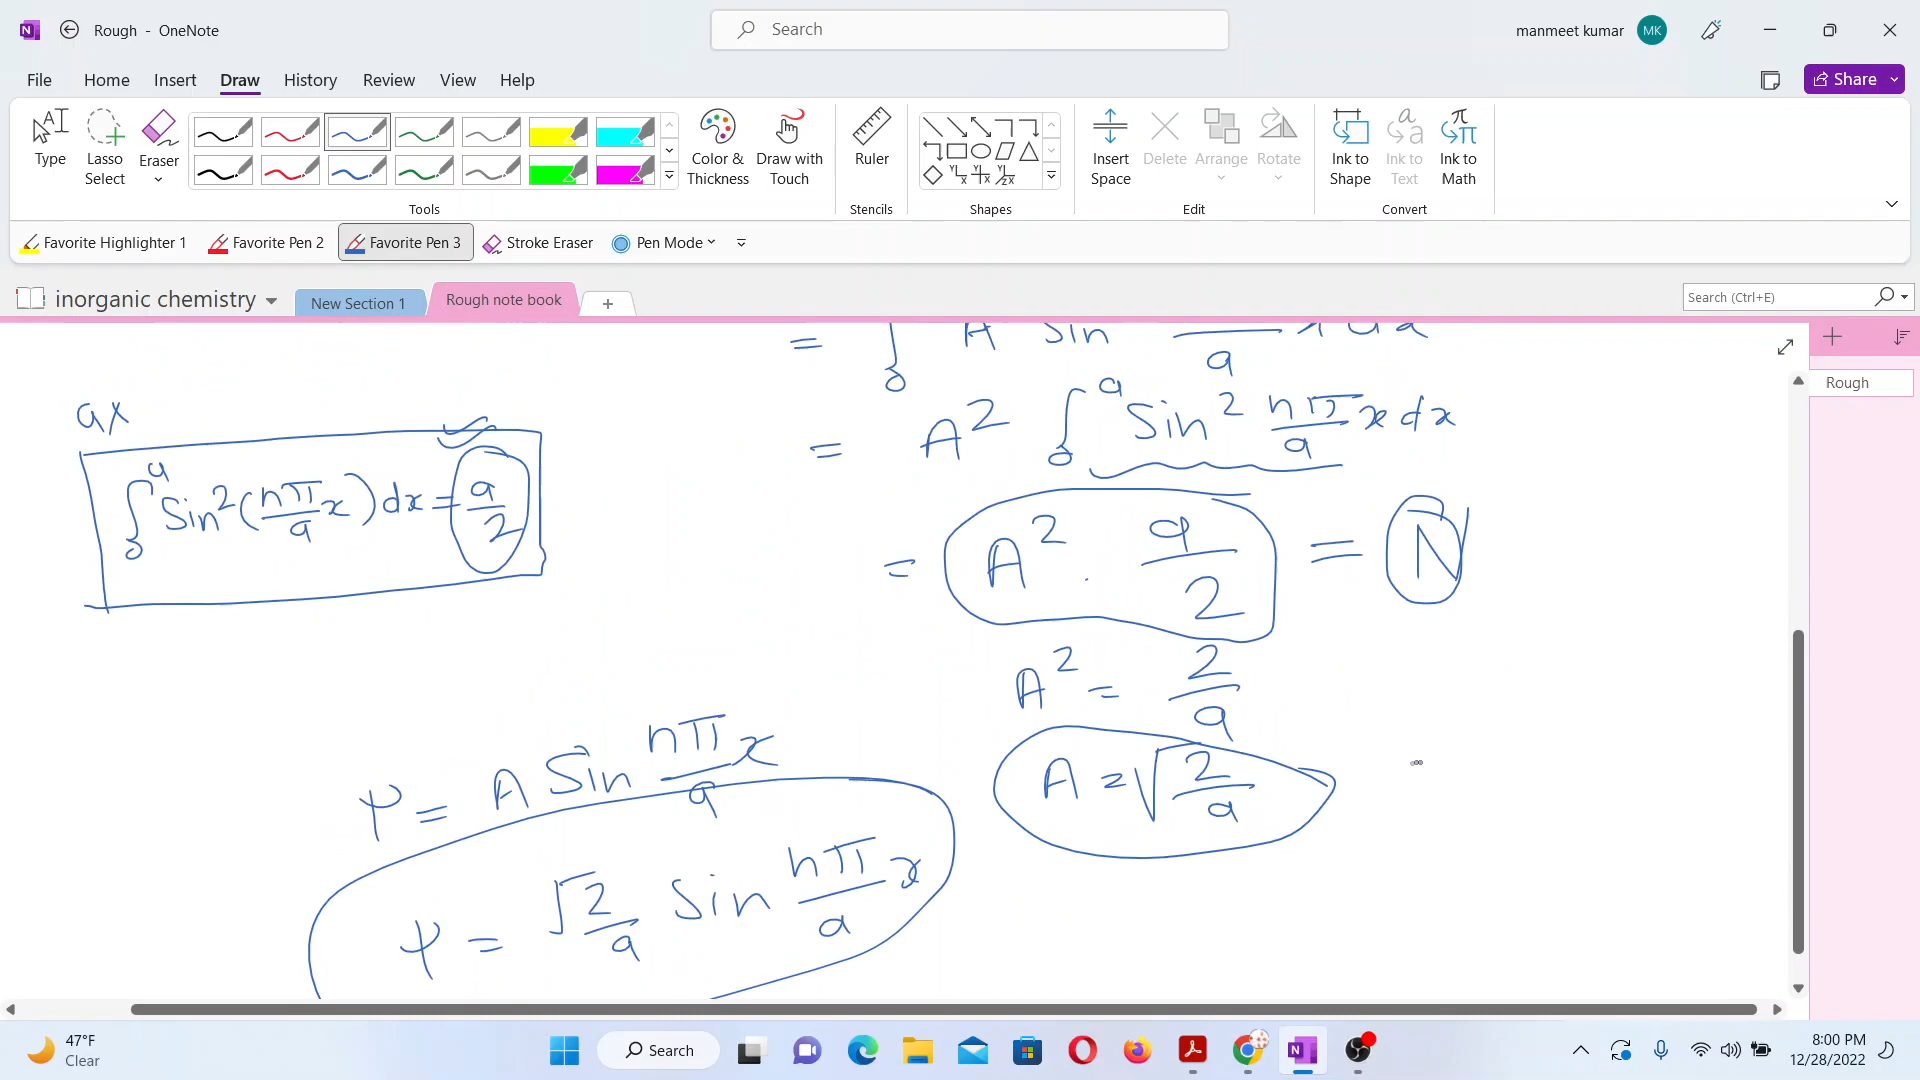 Rough - OneNote
Search
manmeet kumar
MK
File Home Insert Draw History Review View Help
Share
Type
Lasso Select
Eraser
Color & Thickness
Draw with Touch
Ruler
Insert Space
Delete
Arrange
Rotate
Ink to Shape
Ink to Text
Ink to Math
Tools
Stencils
Shapes
Edit
Convert
Favorite Highlighter 1
Favorite Pen 2
Favorite Pen 3
Stroke Eraser
Pen Mode
inorganic chemistry
New Section 1
Rough note book
Search (Ctrl+E)
Rough
ax
∫₀^a Sin²(nπ/a x)dx = a/2
= A² ∫₀^a Sin² nπ/a x dx
= A² . a/2 = N
A² = 2/a
A = √2/a
Ψ = A Sin nπ/a x
Ψ = √2/a Sin nπ/a x
47°F
Clear
Search
8:00 PM
12/28/2022